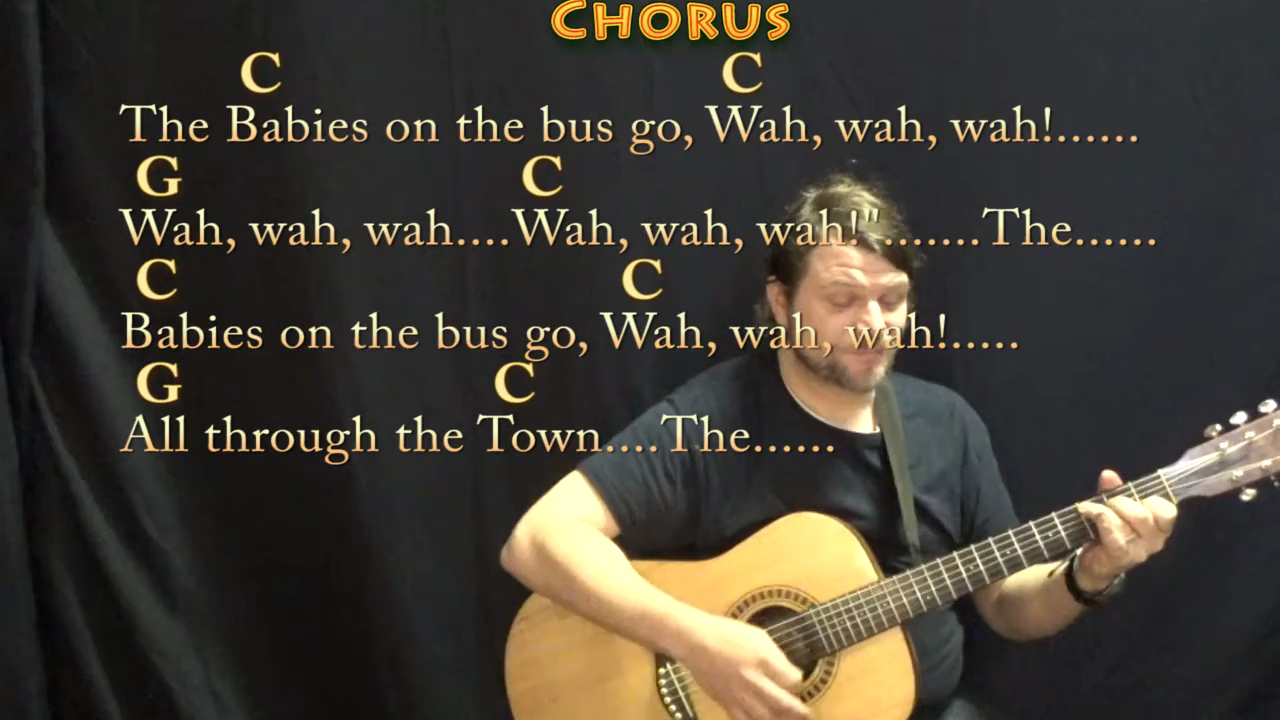 CHORUS
C C
The Babies on the bus go, Wah, wah, wah!......
G C
Wah, wah, wah....Wah, wah, wah!".......The......
C C
Babies on the bus go, Wah, wah, wah!.....
G C
All through the Town....The......